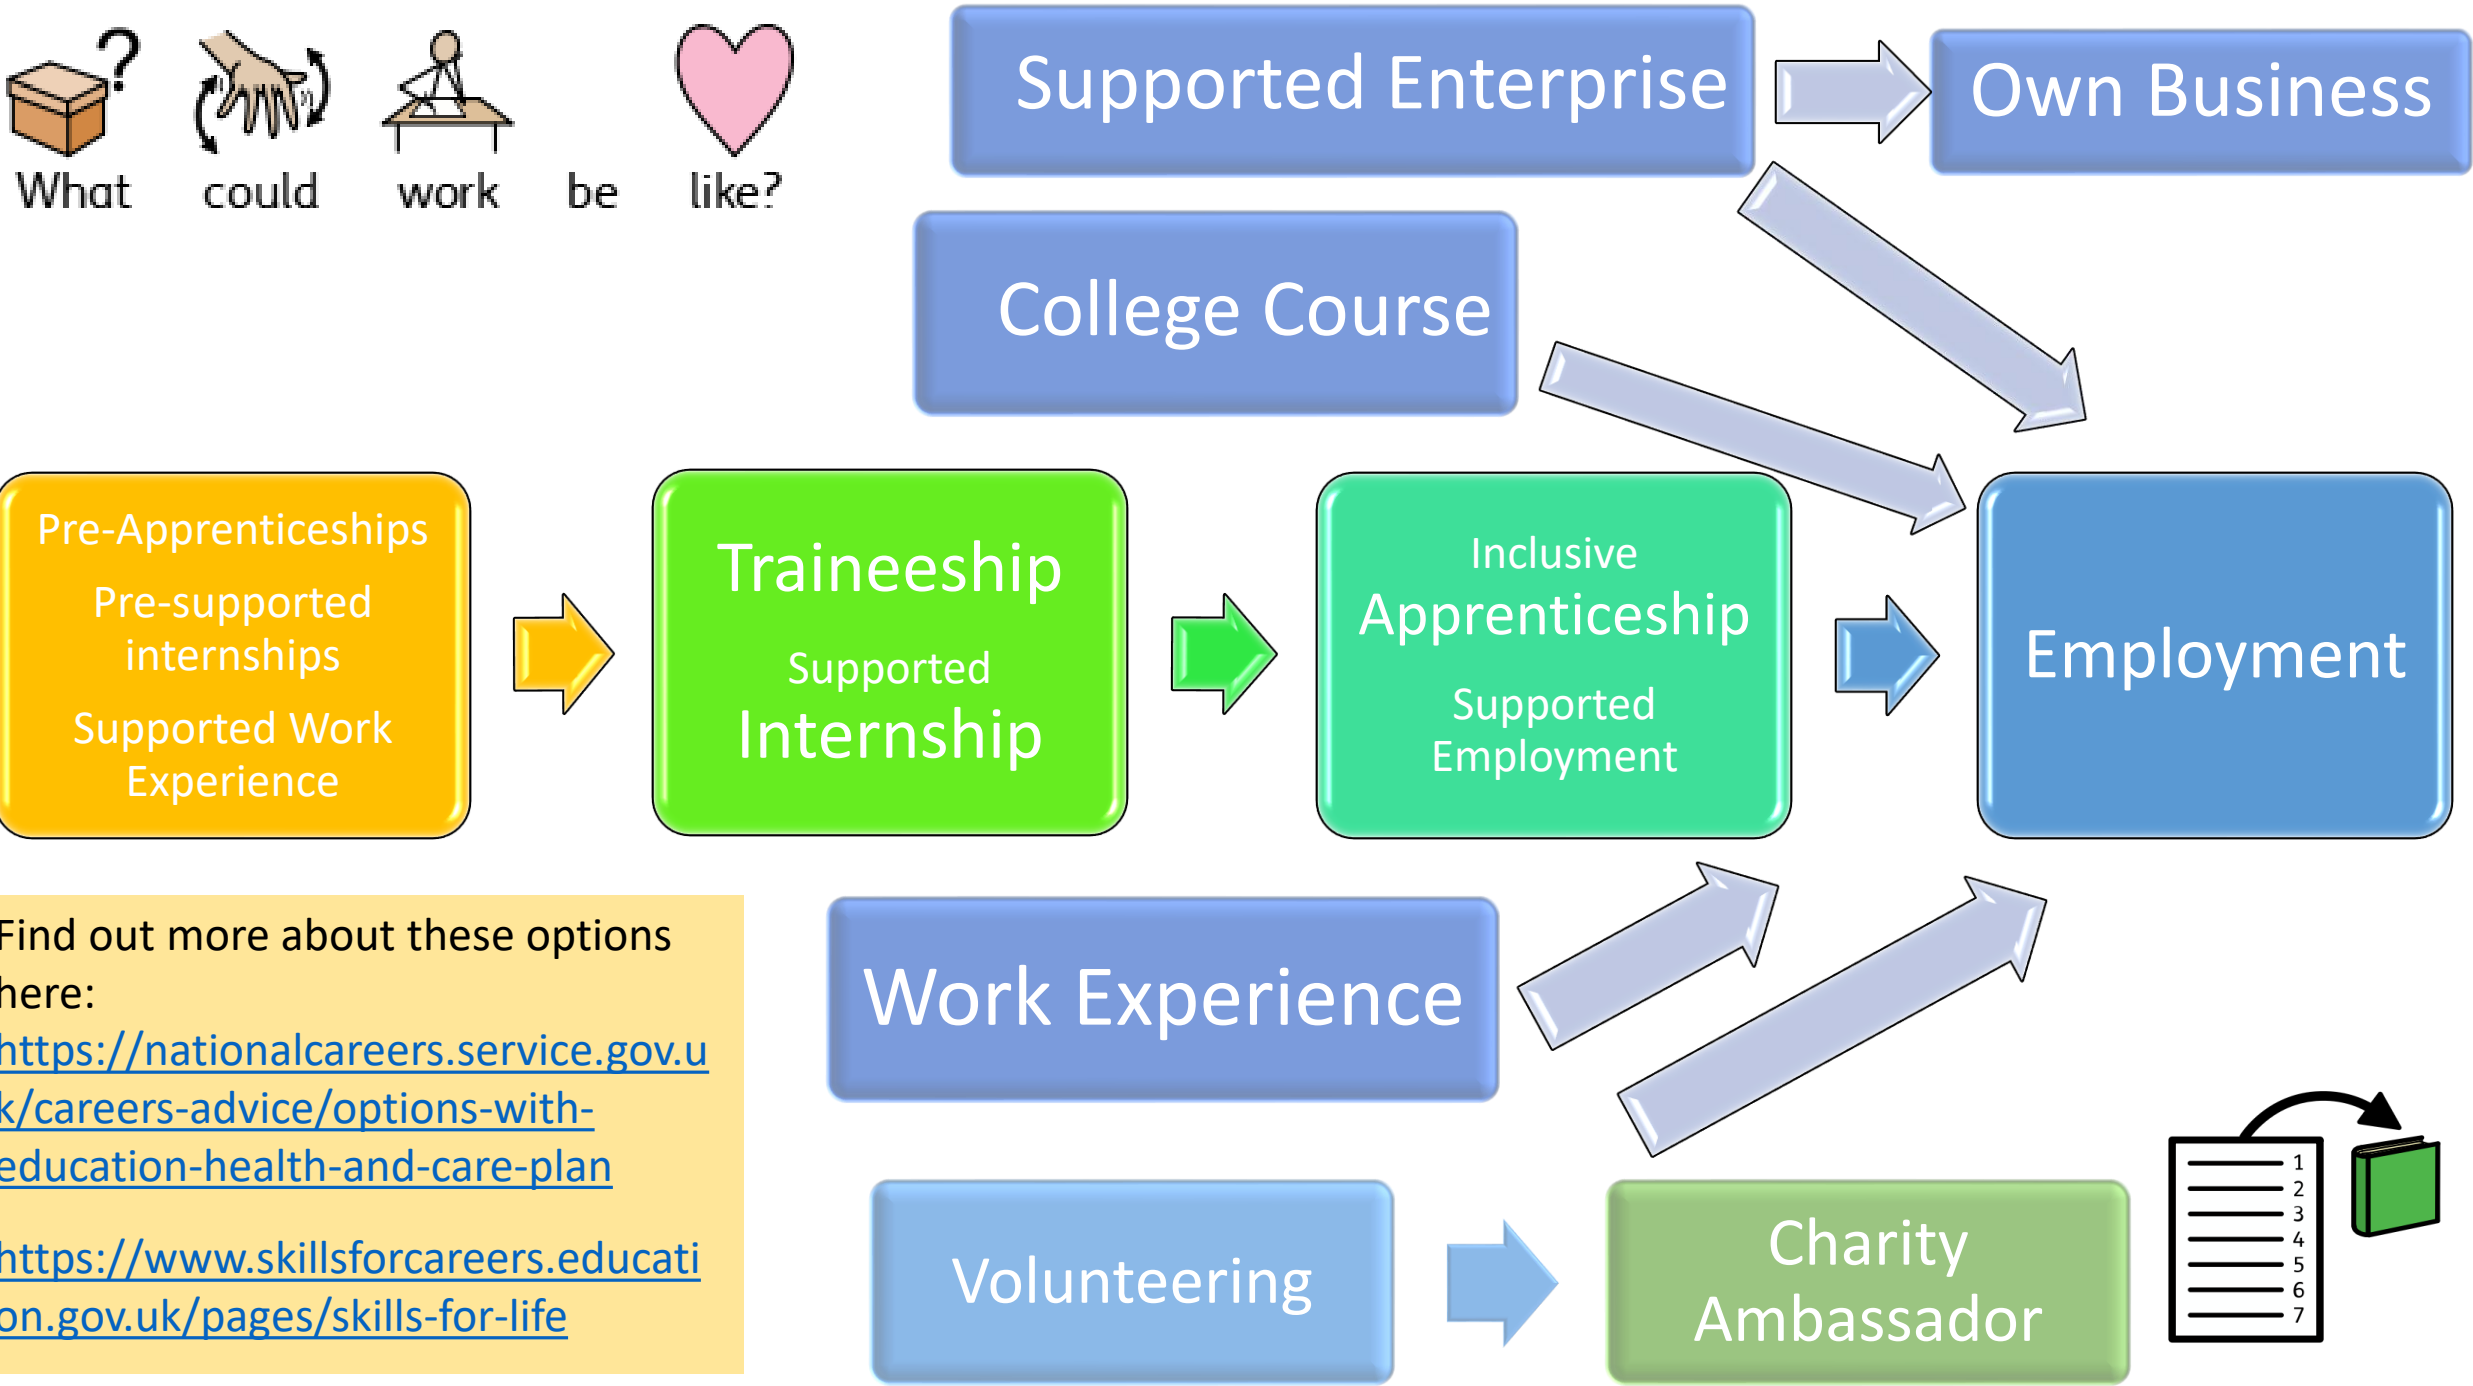 ?
What could work be like?
Supported Enterprise
Own Business
College Course
Pre-Apprenticeships
Pre-supported
internships
Supported Work
Experience
Traineeship
Supported
Internship
Inclusive
Apprenticeship
Supported
Employment
Employment
Find out more about these options
here:
https://nationalcareers.service.gov.u
k/careers-advice/options-with-
education-health-and-care-plan
https://www.skillsforcareers.educati
on.gov.uk/pages/skills-for-life
Work Experience
Volunteering
Charity
Ambassador
1
2
3
4
5
6
7